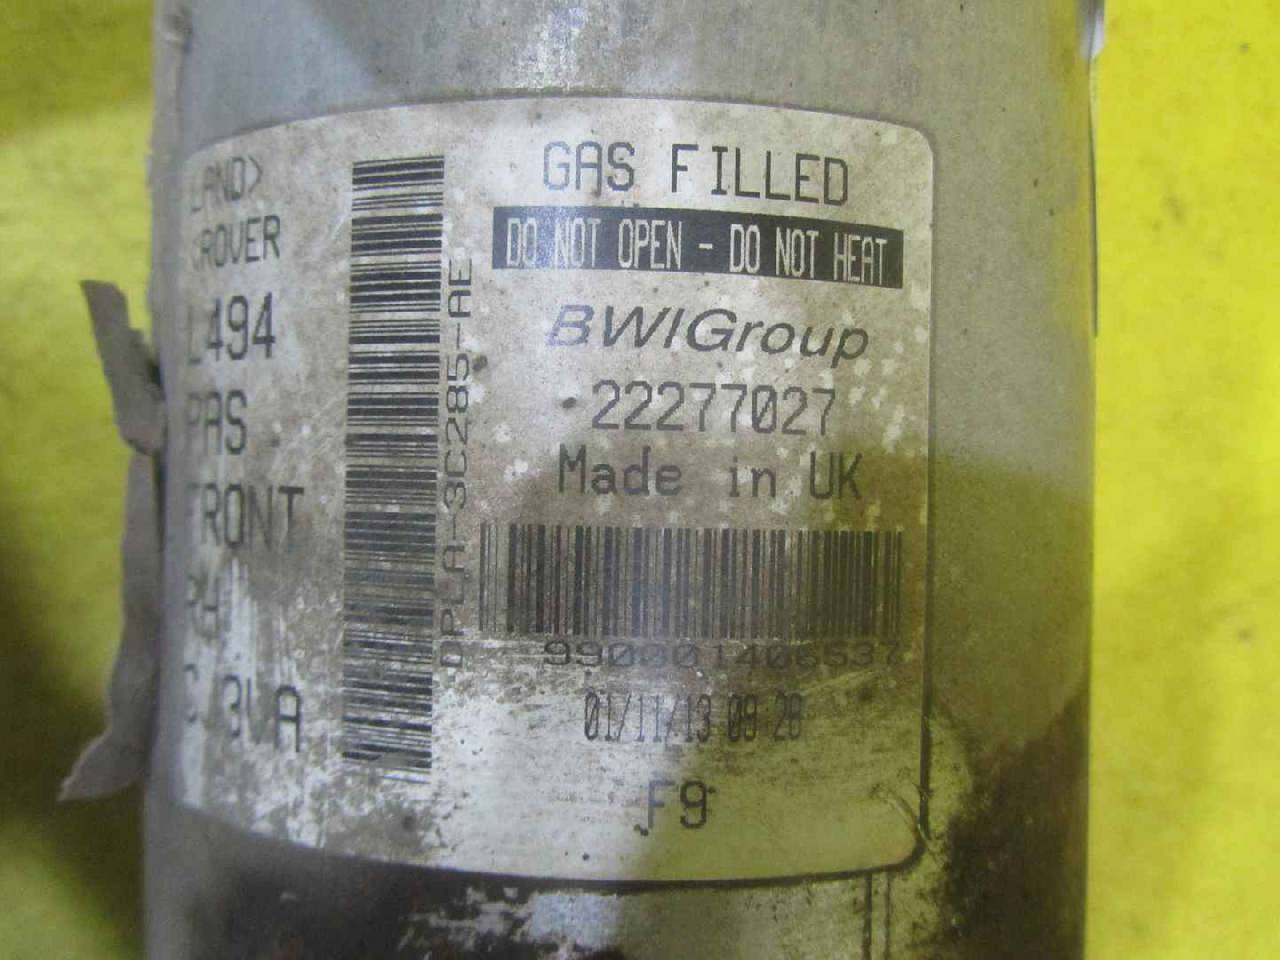 LAND>
<ROVER
L494
PAS
FRONT
DPLA-3C285-AE
GAS FILLED
DO NOT OPEN - DO NOT HEAT
BWIGroup
22277027
Made in UK
9900001406537
01/11/13 09:28
F9